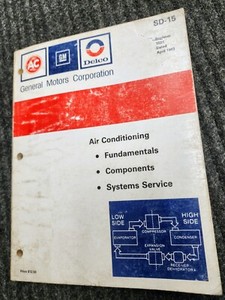 SD-15
AC
GM
Delco
General Motors Corporation
Air Conditioning
• Fundamentals
• Components
• Systems Service
LOW SIDE
HIGH SIDE
COMPRESSOR
EVAPORATOR
CONDENSER
EXPANSION VALVE
RECEIVER DEHYDRATOR